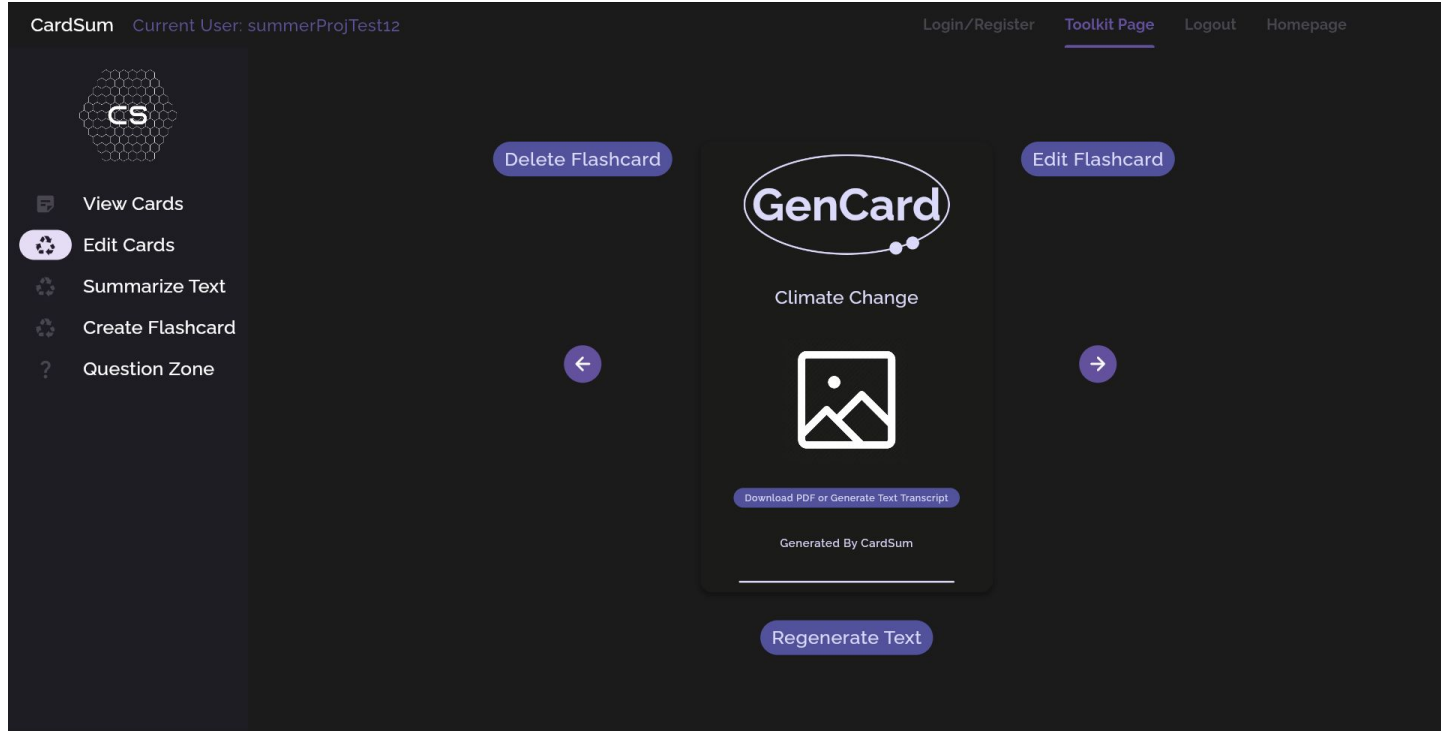 CardSum Current User: summerProjTest12 Login/Register Toolkit Page Logout Homepage
CS
View Cards
Edit Cards
Summarize Text
Create Flashcard
? Question Zone
Delete Flashcard
Edit Flashcard
GenCard
Climate Change
Download PDF or Generate Text Transcript
Generated By CardSum
Regenerate Text